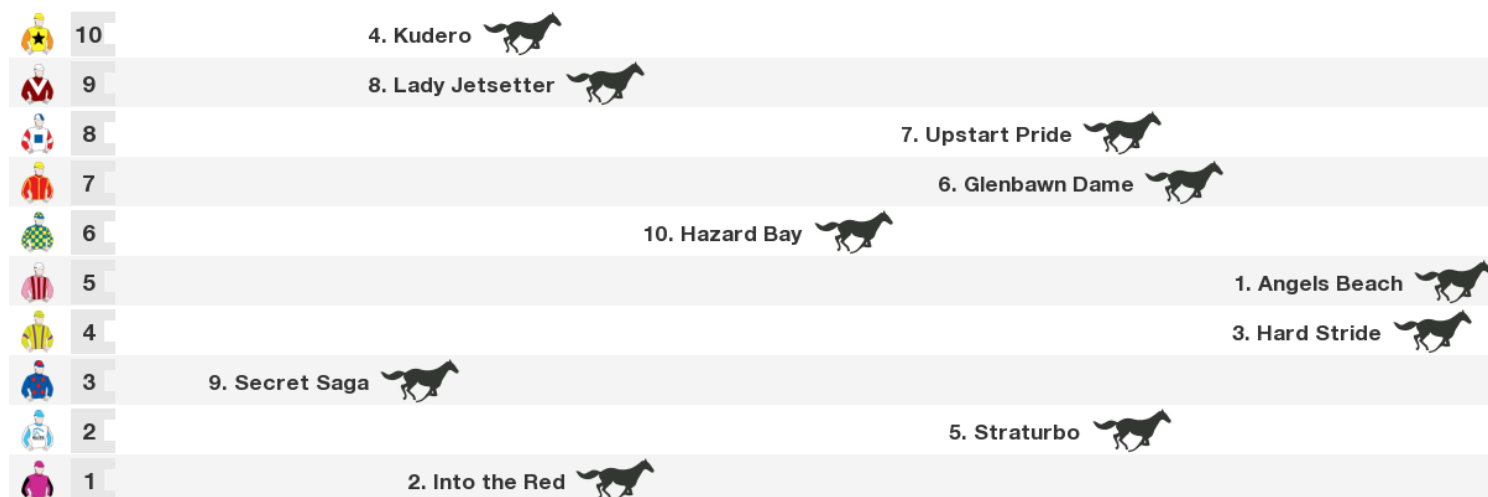 10 4. Kudero
9 8. Lady Jetsetter
8 7. Upstart Pride
7 6. Glenbawn Dame
6 10. Hazard Bay
5 1. Angels Beach
4 3. Hard Stride
3 9. Secret Saga
2 5. Straturbo
1 2. Into the Red